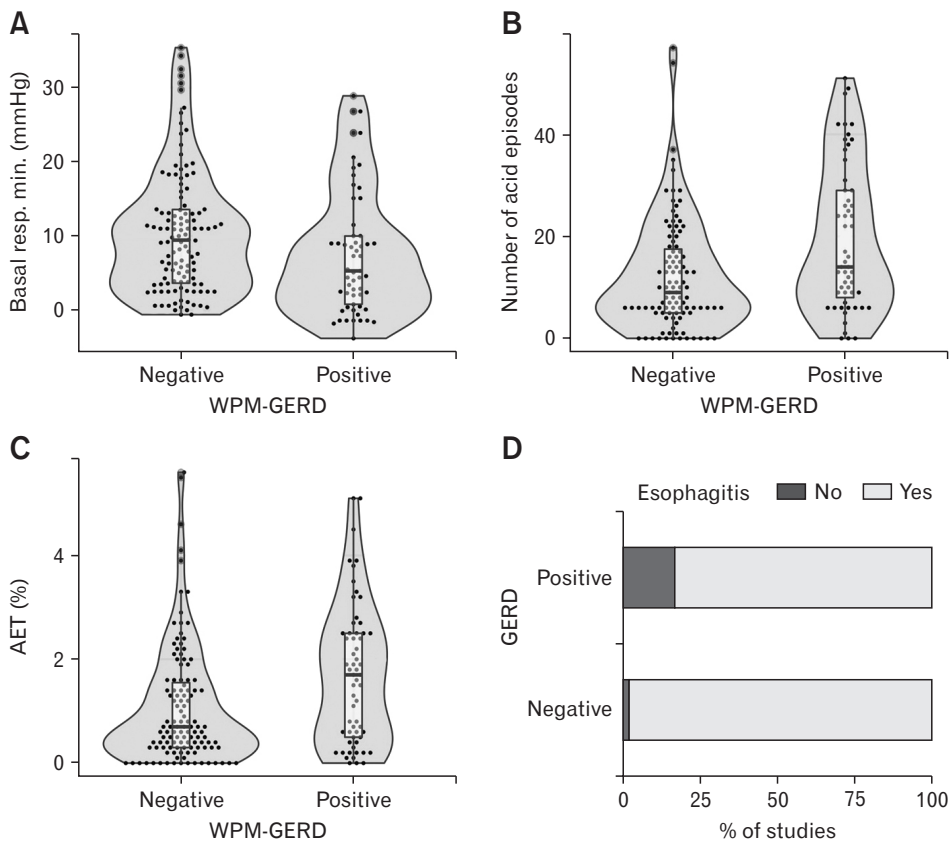 A
Basal resp. min. (mmHg)
30
20
10
0
Negative
Positive
WPM-GERD
B
Number of acid episodes
40
20
0
Negative
Positive
WPM-GERD
C
AET (%)
4
2
0
Negative
Positive
WPM-GERD
D
Esophagitis No Yes
GERD
Positive
Negative
0 25 50 75 100
% of studies